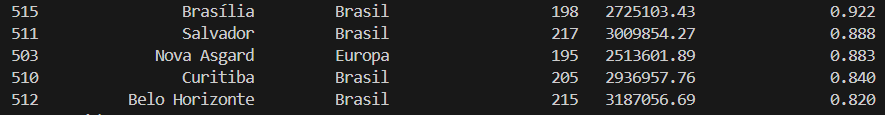 515 Brasília Brasil 198 2725103.43 0.922
511 Salvador Brasil 217 3009854.27 0.888
503 Nova Asgard Europa 195 2513601.89 0.883
510 Curitiba Brasil 205 2936957.76 0.840
512 Belo Horizonte Brasil 215 3187056.69 0.820